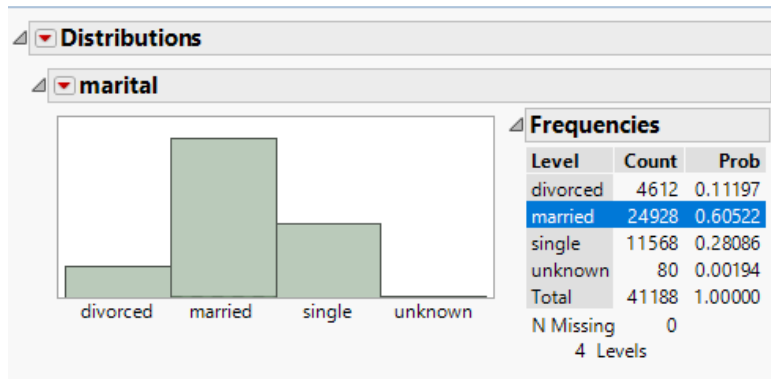 Distributions
marital
divorced married single unknown
Frequencies
Level Count Prob
divorced 4612 0.11197
married 24928 0.60522
single 11568 0.28086
unknown 80 0.00194
Total 41188 1.00000
N Missing 0
4 Levels